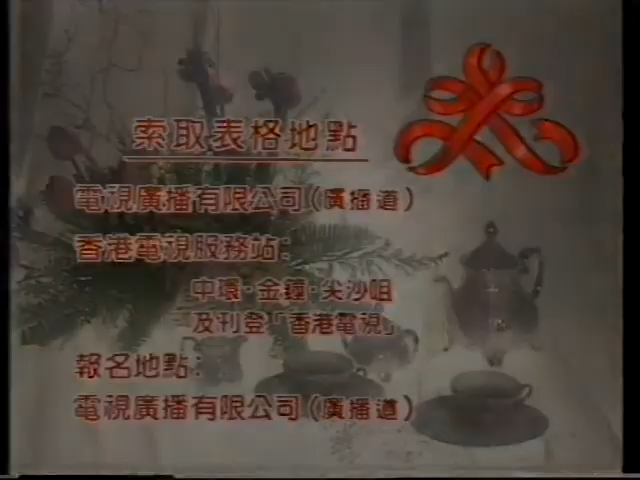 索取表格地點
電視廣播有限公司(廣播道)
香港電視服務站:
中環·金鐘·尖沙咀
及刊登「香港電視」
報名地點:
電視廣播有限公司(廣播道)